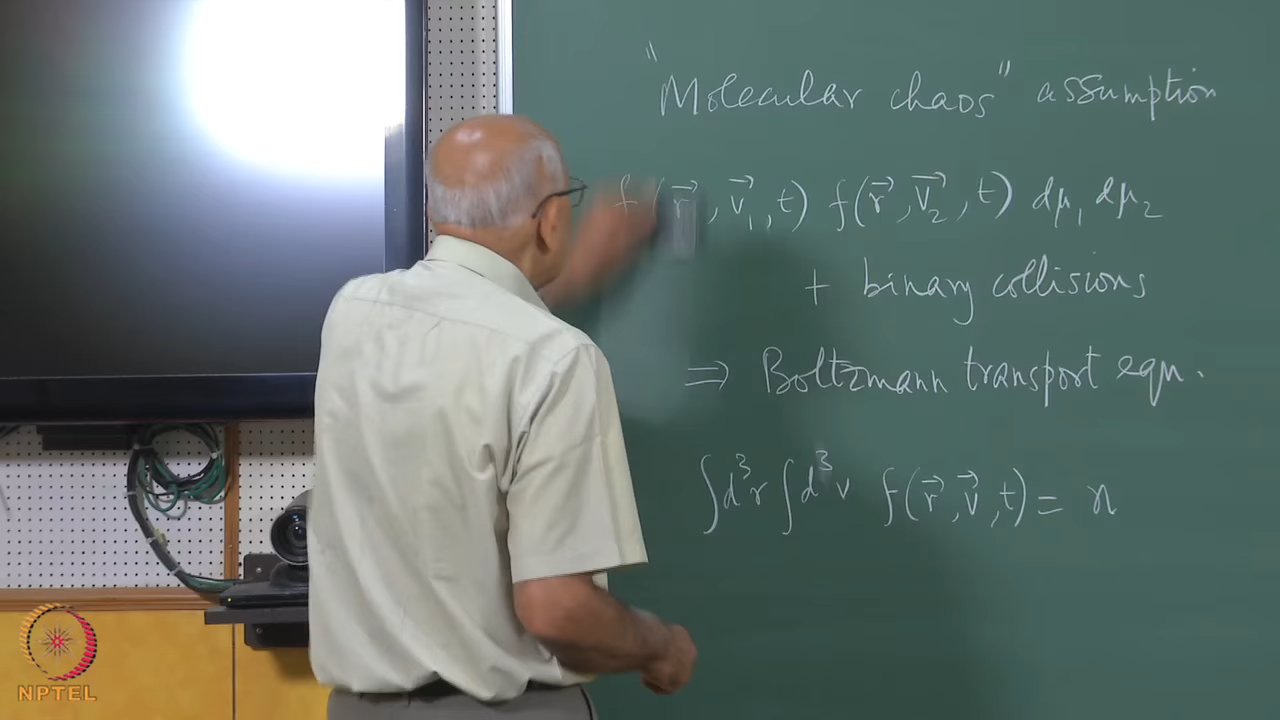 "Molecular chaos" assumption
f(r⃗, v⃗₁, t) f(r⃗, v⃗₂, t) dμ₁ dμ₂
+ binary collisions
⇒ Boltzmann transport eqn.
∫d³r ∫d³v f(r⃗, v⃗, t) = n
NPTEL